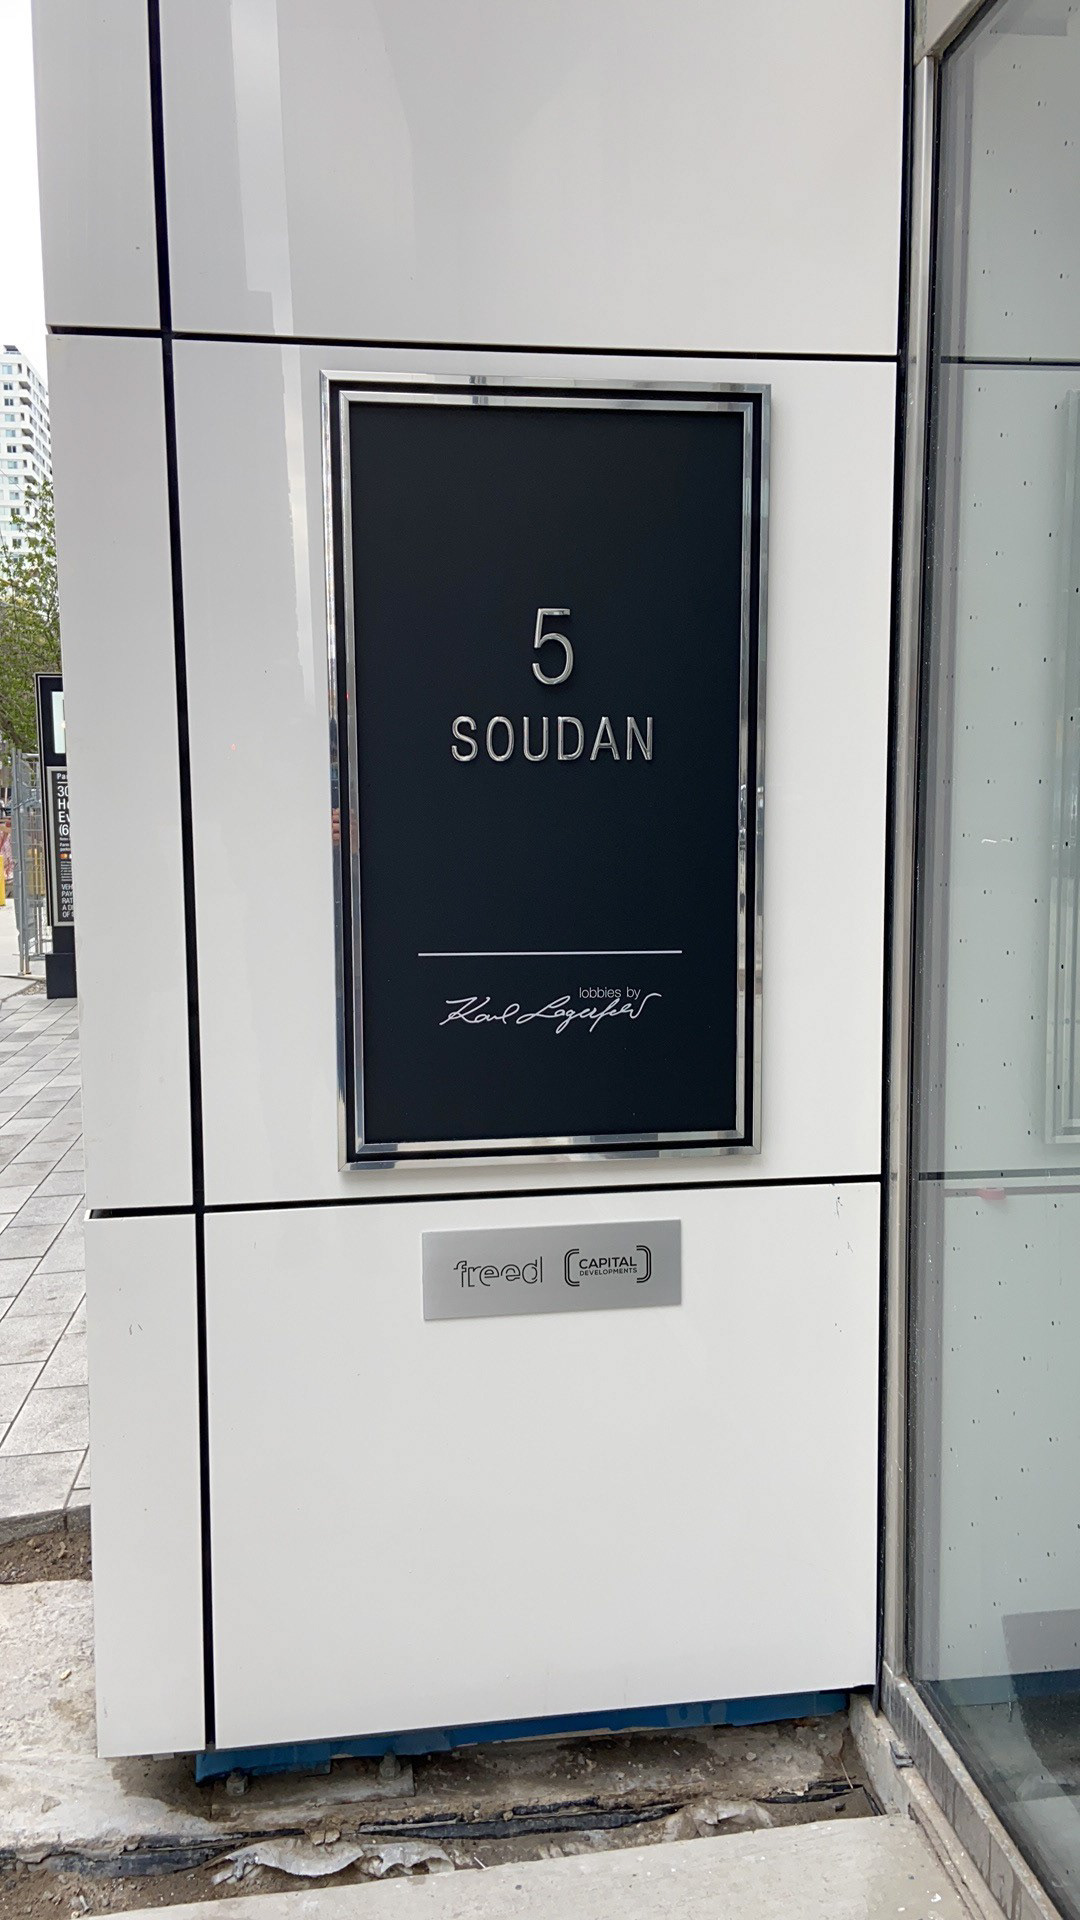 5
SOUDAN
lobbies by
Karl Lagerfeld
freed
CAPITAL
DEVELOPMENTS